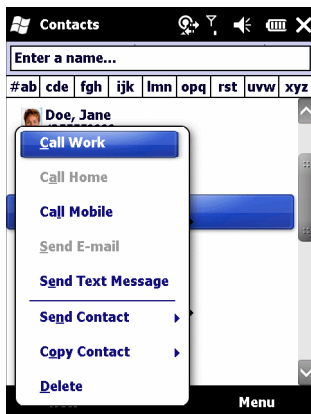 Contacts
Enter a name...
#ab cde fgh ijk lmn opq rst uvw xyz
Doe, Jane
Call Work
Call Home
Call Mobile
Send E-mail
Send Text Message
Send Contact
Copy Contact
Delete
Menu